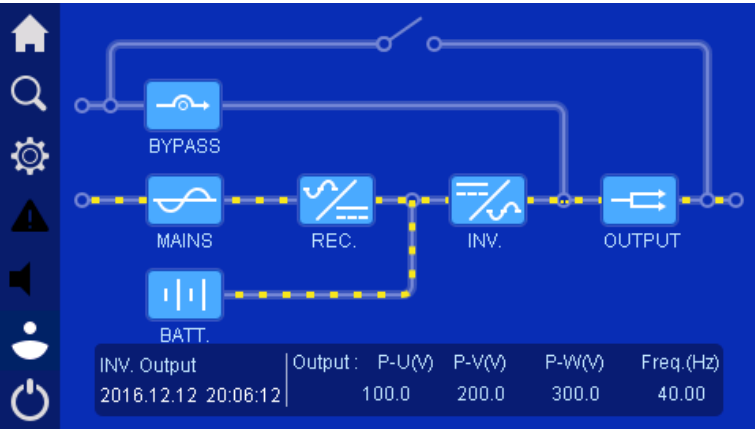 BYPASS
MAINS REC. INV. OUTPUT
BATT.
INV. Output Output : P-U(V) P-V(V) P-W(V) Freq.(Hz)
2016.12.12 20:06:12 100.0 200.0 300.0 40.00